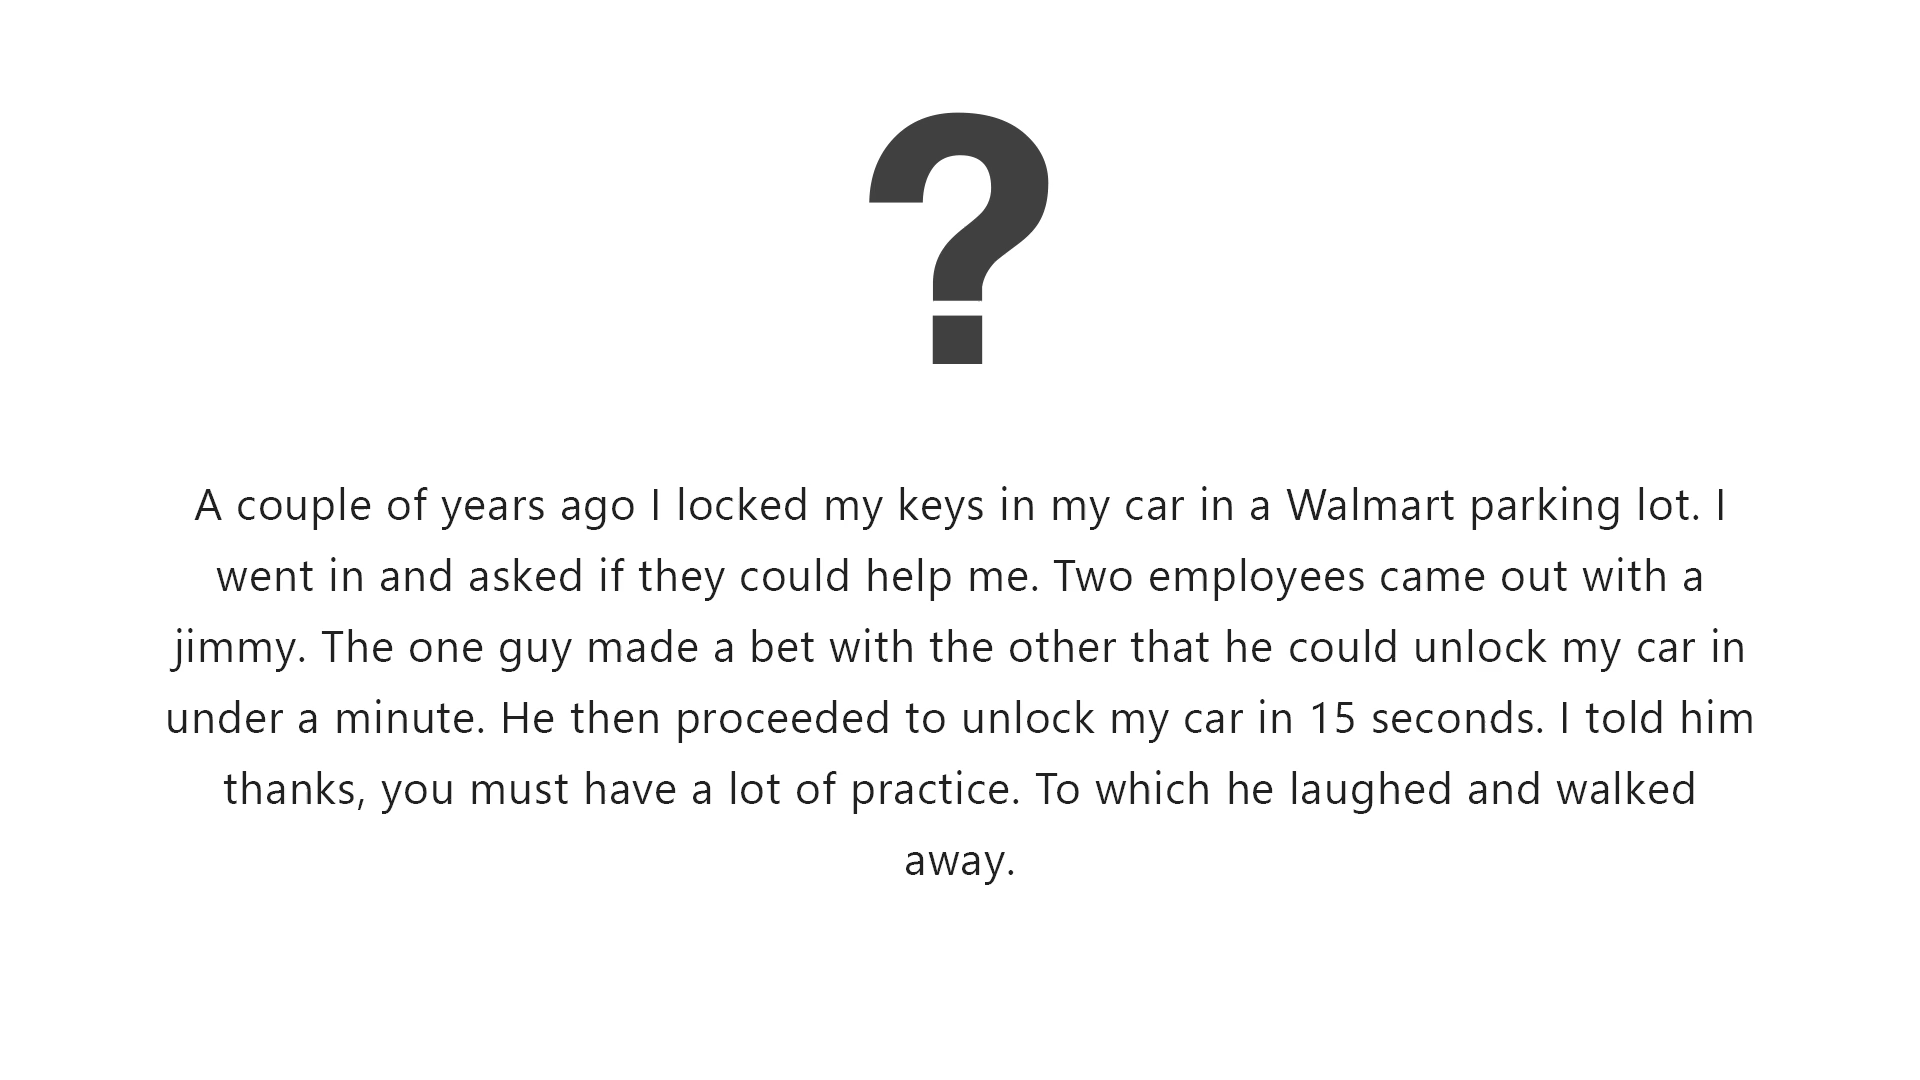 ?
A couple of years ago I locked my keys in my car in a Walmart parking lot. I
went in and asked if they could help me. Two employees came out with a
jimmy. The one guy made a bet with the other that he could unlock my car in
under a minute. He then proceeded to unlock my car in 15 seconds. I told him
thanks, you must have a lot of practice. To which he laughed and walked
away.